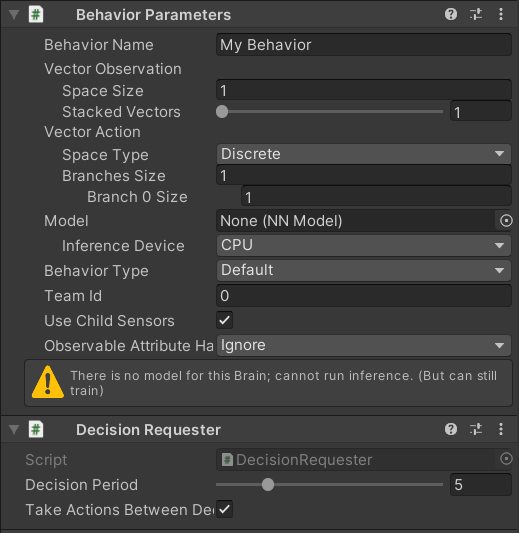 Behavior Parameters
Behavior Name My Behavior
Vector Observation
Space Size 1
Stacked Vectors 1
Vector Action
Space Type Discrete
Branches Size 1
Branch 0 Size 1
Model None (NN Model)
Inference Device CPU
Behavior Type Default
Team Id 0
Use Child Sensors
Observable Attribute Ha Ignore
There is no model for this Brain; cannot run inference. (But can still
train)
Decision Requester
Script DecisionRequester
Decision Period 5
Take Actions Between Dec